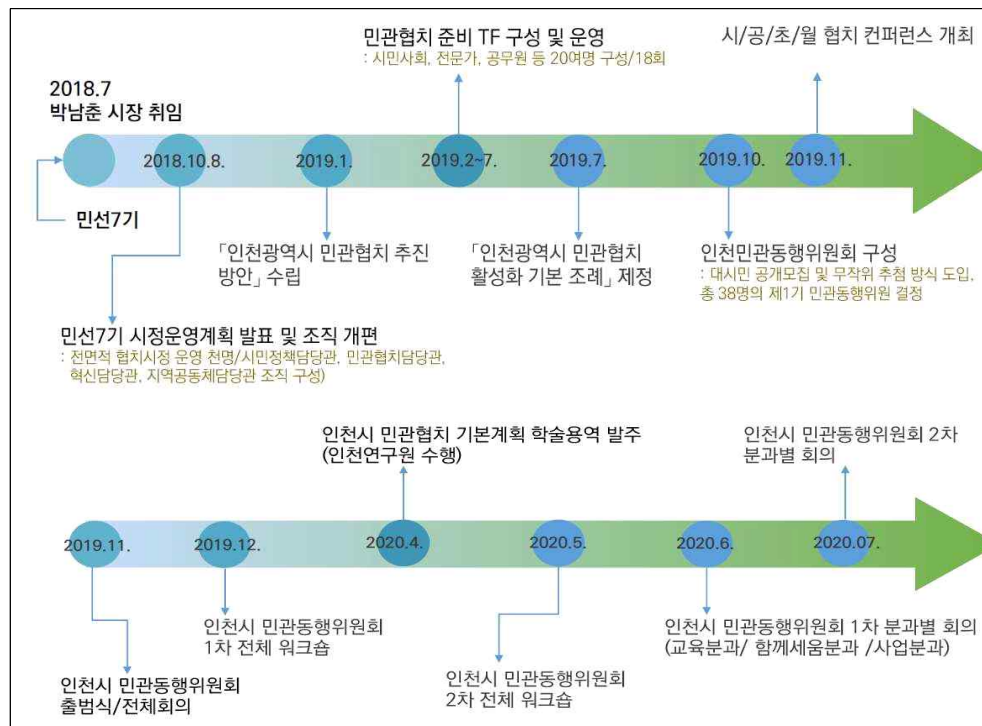 민관협치 준비 TF 구성 및 운영
: 시민사회, 전문가, 공무원 등 20여명 구성/18회
시/공/초/월 협치 컨퍼런스 개최
2018.7
박남춘 시장 취임
2018.10.8.
2019.1.
2019.2~7.
2019.7.
2019.10.
2019.11.
민선7기
「인천광역시 민관협치 추진
방안」 수립
「인천광역시 민관협치
활성화 기본 조례」 제정
인천민관동행위원회 구성
: 대시민 공개모집 및 무작위 추첨 방식 도입,
총 38명의 제1기 민관동행위원 결정
민선7기 시정운영계획 발표 및 조직 개편
: 전면적 협치시정 운영 천명/시민정책담당관, 민관협치담당관,
혁신담당관, 지역공동체담당관 조직 구성)
인천시 민관협치 기본계획 학술용역 발주
(인천연구원 수행)
인천시 민관동행위원회 2차
분과별 회의
2019.11.
2019.12.
2020.4.
2020.5.
2020.6.
2020.07.
인천시 민관동행위원회
1차 전체 워크숍
인천시 민관동행위원회 1차 분과별 회의
(교육분과/ 함께세움분과 /사업분과)
인천시 민관동행위원회
출범식/전체회의
인천시 민관동행위원회
2차 전체 워크숍